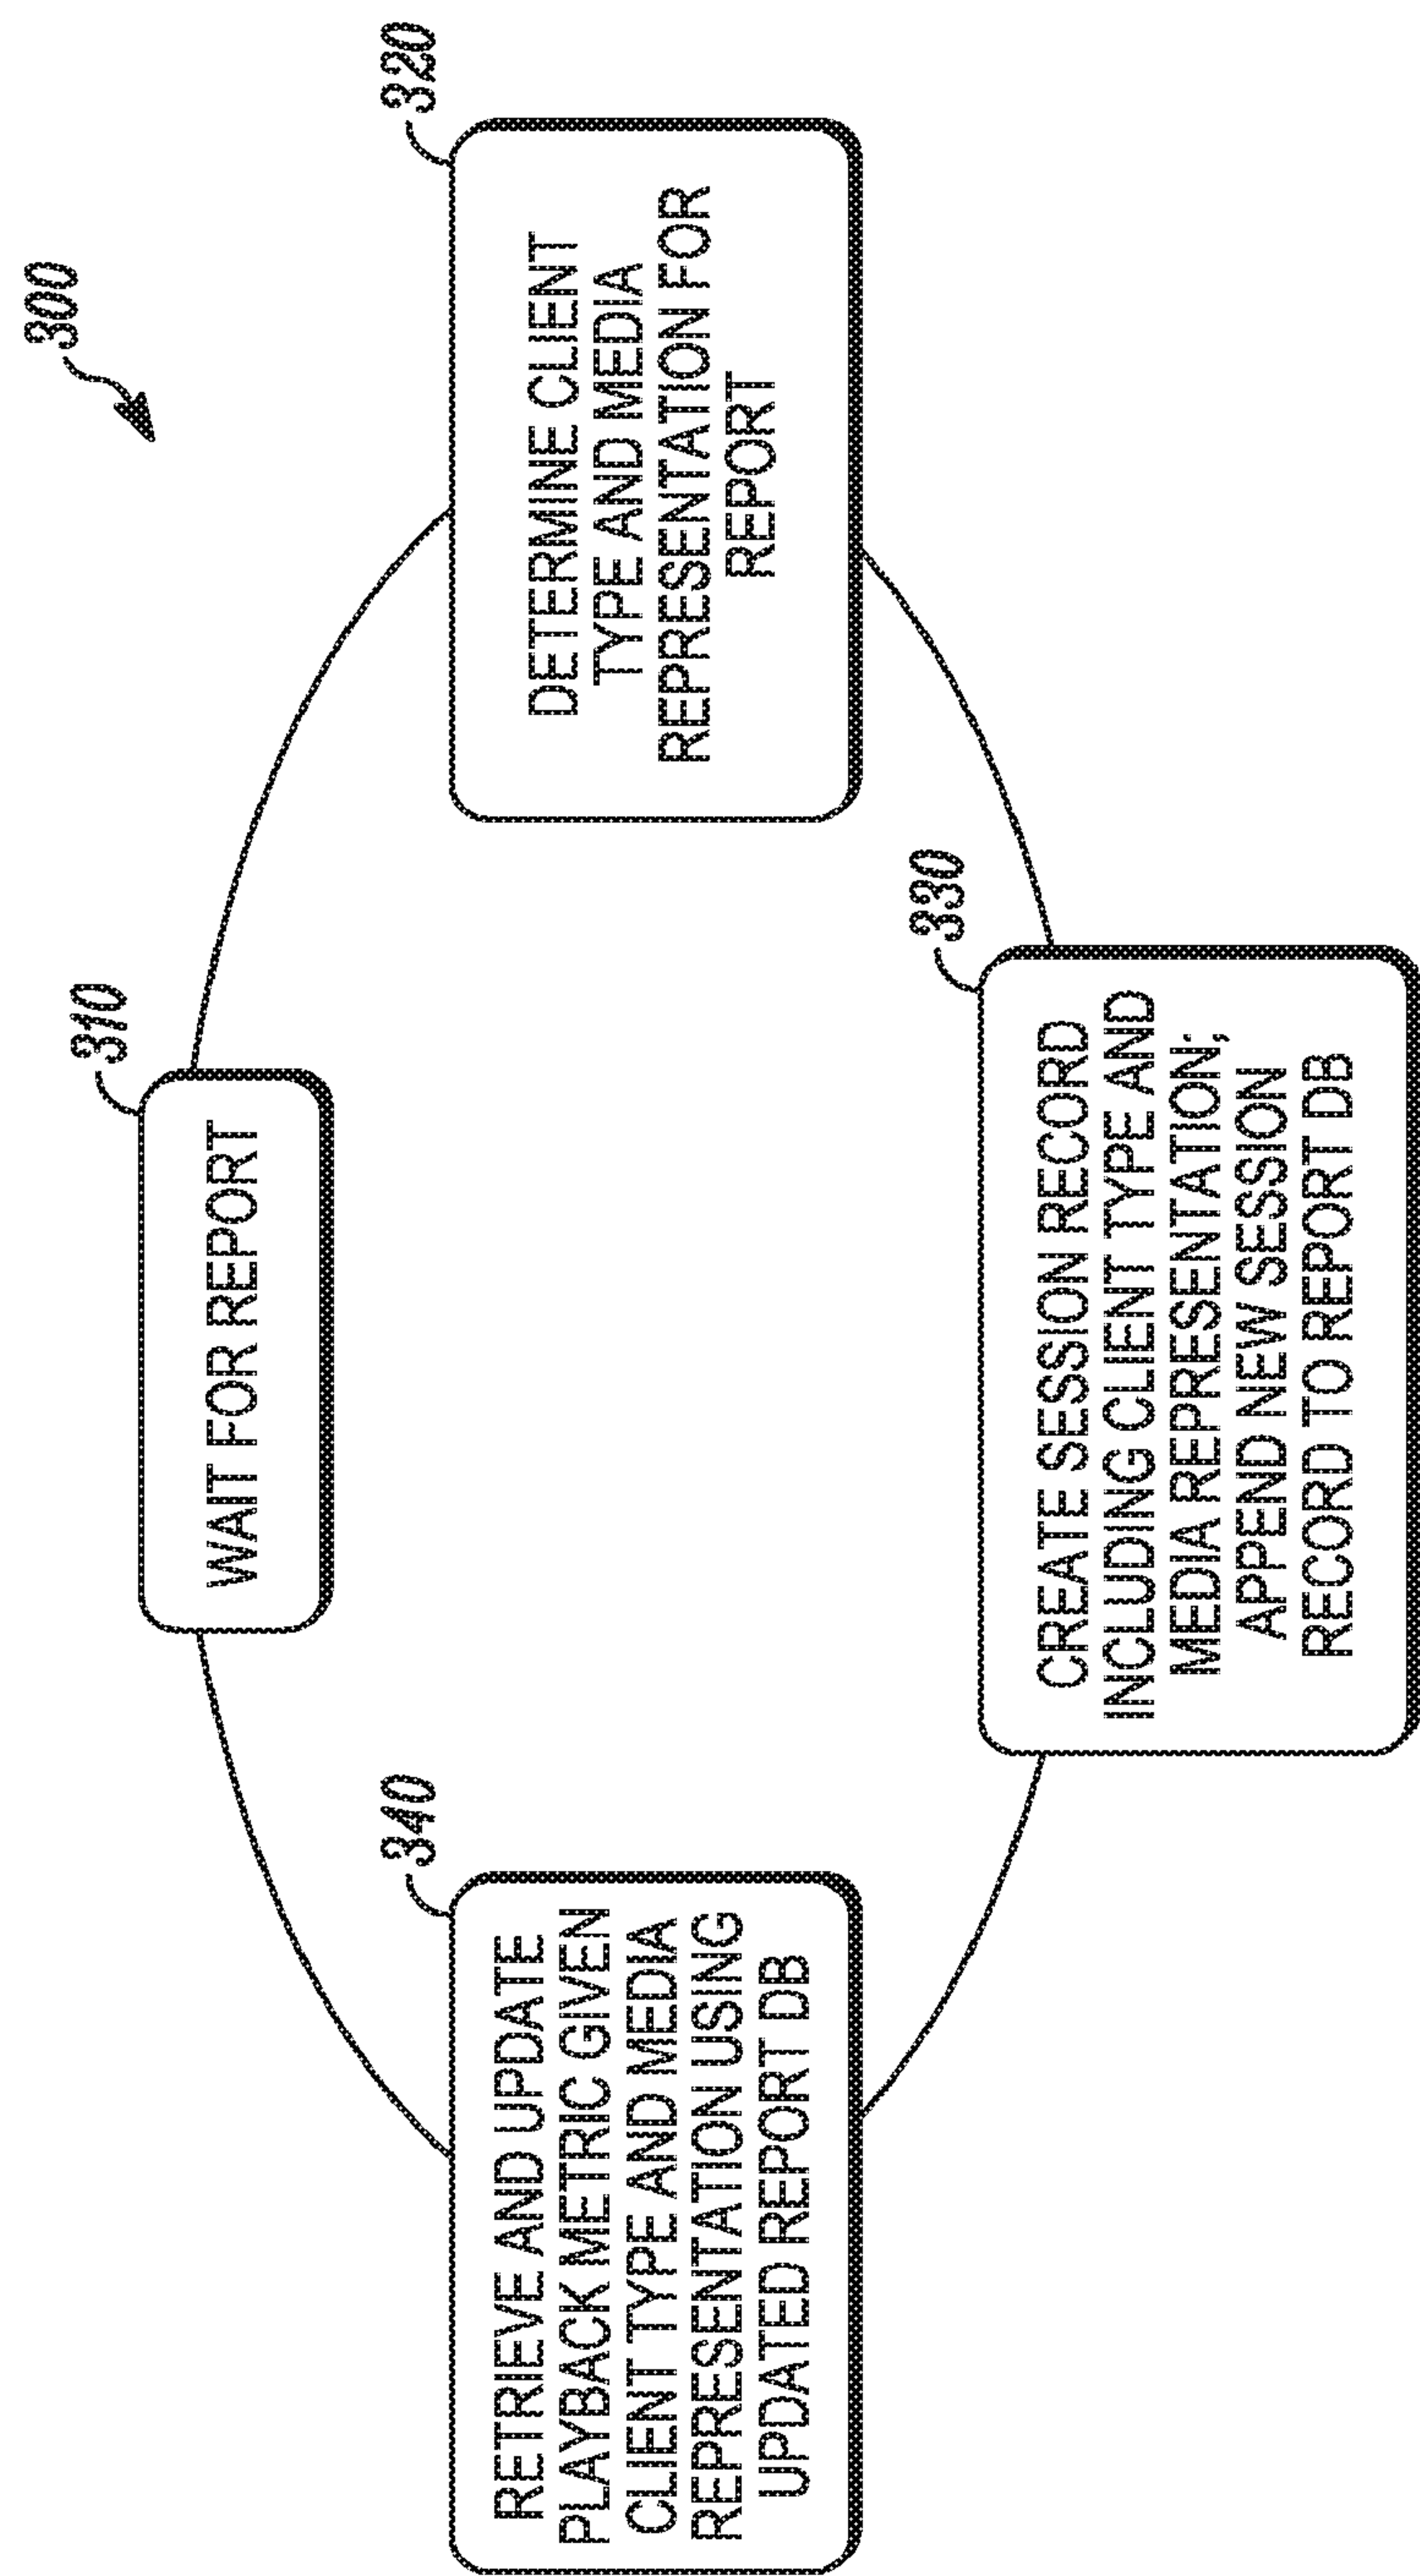 300
310
WAIT FOR REPORT
320
DETERMINE CLIENT
TYPE AND MEDIA
REPRESENTATION FOR
REPORT
330
CREATE SESSION RECORD
INCLUDING CLIENT TYPE AND
MEDIA REPRESENTATION;
APPEND NEW SESSION
RECORD TO REPORT DB
340
RETRIEVE AND UPDATE
PLAYBACK METRIC GIVEN
CLIENT TYPE AND MEDIA
REPRESENTATION USING
UPDATED REPORT DB